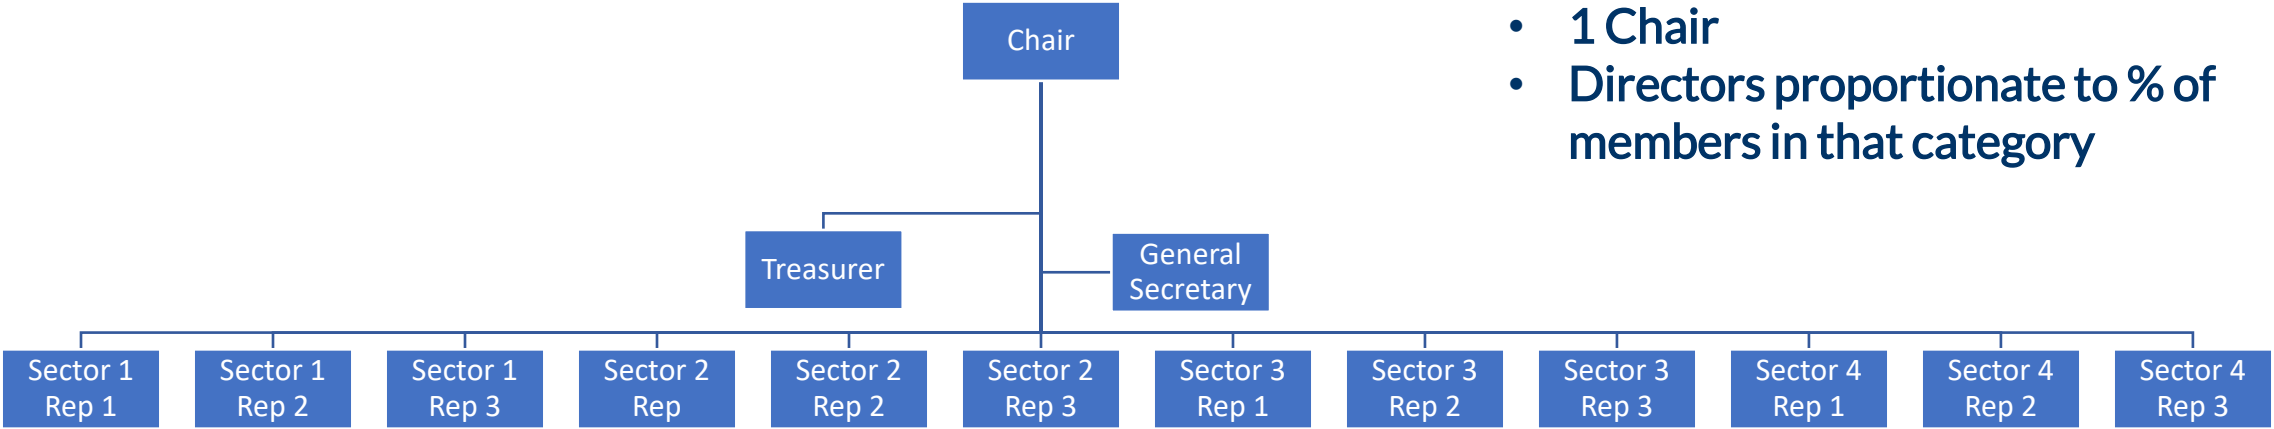 Chair
• 1 Chair
• Directors proportionate to % of
members in that category
Treasurer
General
Secretary
Sector 1
Rep 1
Sector 1
Rep 2
Sector 1
Rep 3
Sector 2
Rep
Sector 2
Rep 2
Sector 2
Rep 3
Sector 3
Rep 1
Sector 3
Rep 2
Sector 3
Rep 3
Sector 4
Rep 1
Sector 4
Rep 2
Sector 4
Rep 3